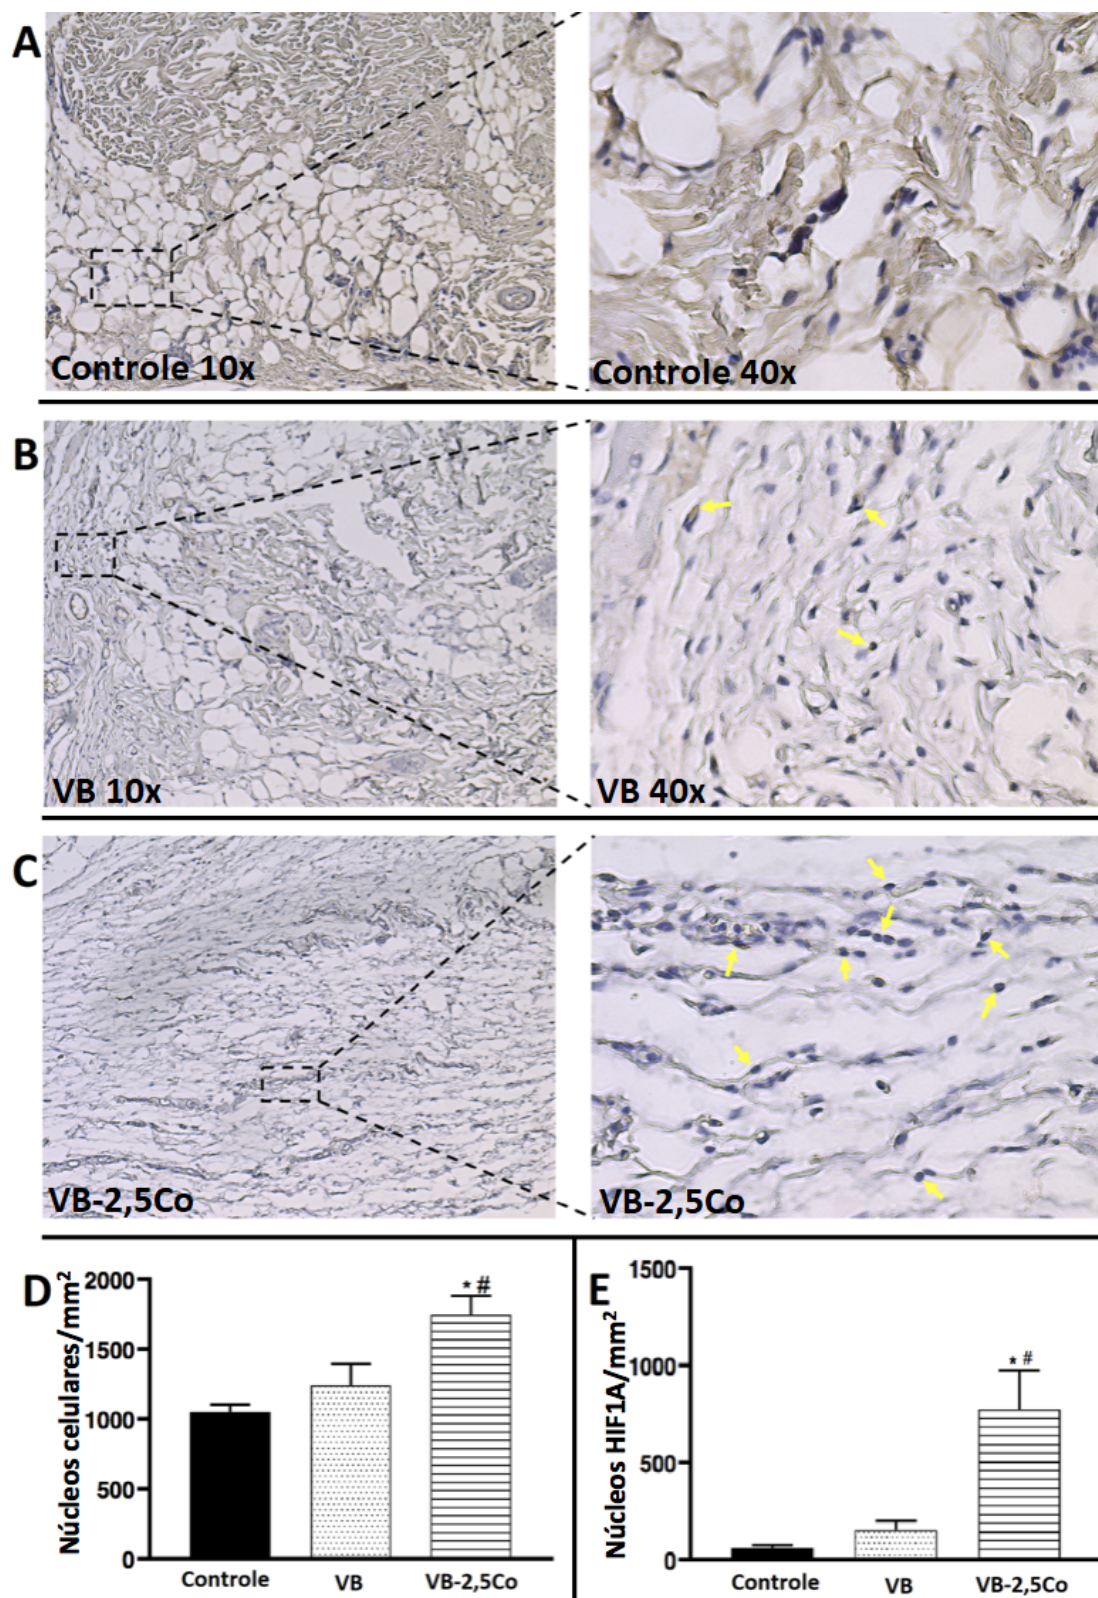 A
Controle 10x
Controle 40x
B
VB 10x
VB 40x
C
VB-2,5Co
VB-2,5Co
D
Núcleos celulares/mm²
2000
1500
1000
500
0
* #
Controle
VB
VB-2,5Co
E
Núcleos HIF1A/mm²
1500
1000
500
0
* #
Controle
VB
VB-2,5Co